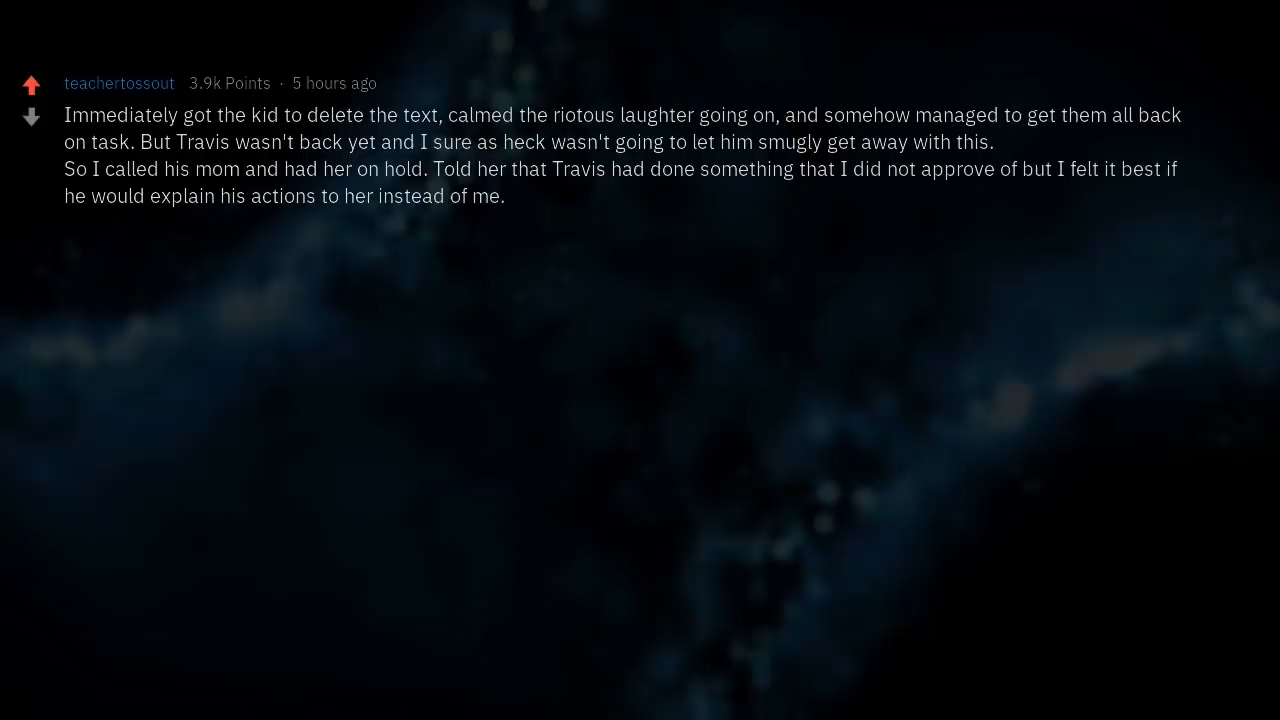 teachertossout 3.9k Points · 5 hours ago
Immediately got the kid to delete the text, calmed the riotous laughter going on, and somehow managed to get them all back
on task. But Travis wasn't back yet and I sure as heck wasn't going to let him smugly get away with this.
So I called his mom and had her on hold. Told her that Travis had done something that I did not approve of but I felt it best if
he would explain his actions to her instead of me.